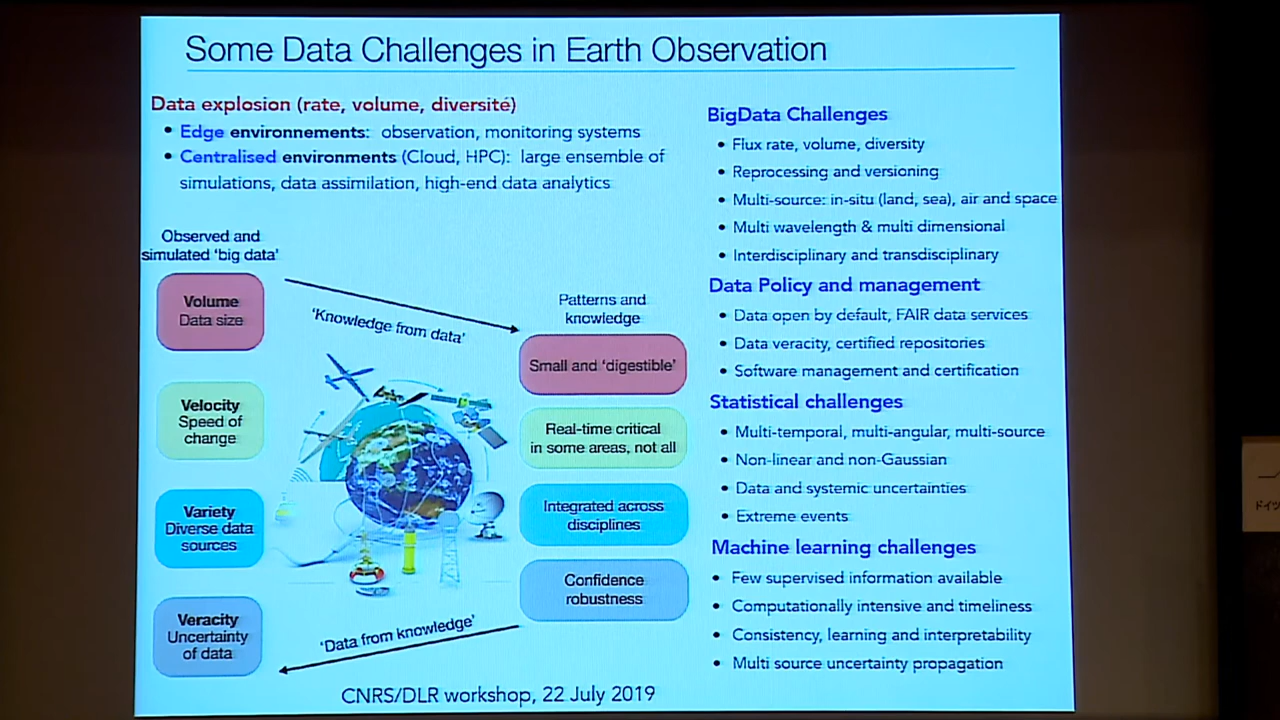 Some Data Challenges in Earth Observation
Data explosion (rate, volume, diversité)
• Edge environnements: observation, monitoring systems
• Centralised environments (Cloud, HPC): large ensemble of
simulations, data assimilation, high-end data analytics
Observed and
simulated 'big data'
Volume
Data size
Velocity
Speed of
change
Variety
Diverse data
sources
Veracity
Uncertainty
of data
'Knowledge from data'
'Data from knowledge'
Patterns and
knowledge
Small and 'digestible'
Real-time critical
in some areas, not all
Integrated across
disciplines
Confidence
robustness
CNRS/DLR workshop, 22 July 2019
BigData Challenges
• Flux rate, volume, diversity
• Reprocessing and versioning
• Multi-source: in-situ (land, sea), air and space
• Multi wavelength & multi dimensional
• Interdisciplinary and transdisciplinary
Data Policy and management
• Data open by default, FAIR data services
• Data veracity, certified repositories
• Software management and certification
Statistical challenges
• Multi-temporal, multi-angular, multi-source
• Non-linear and non-Gaussian
• Data and systemic uncertainties
• Extreme events
Machine learning challenges
• Few supervised information available
• Computationally intensive and timeliness
• Consistency, learning and interpretability
• Multi source uncertainty propagation
ドイツ